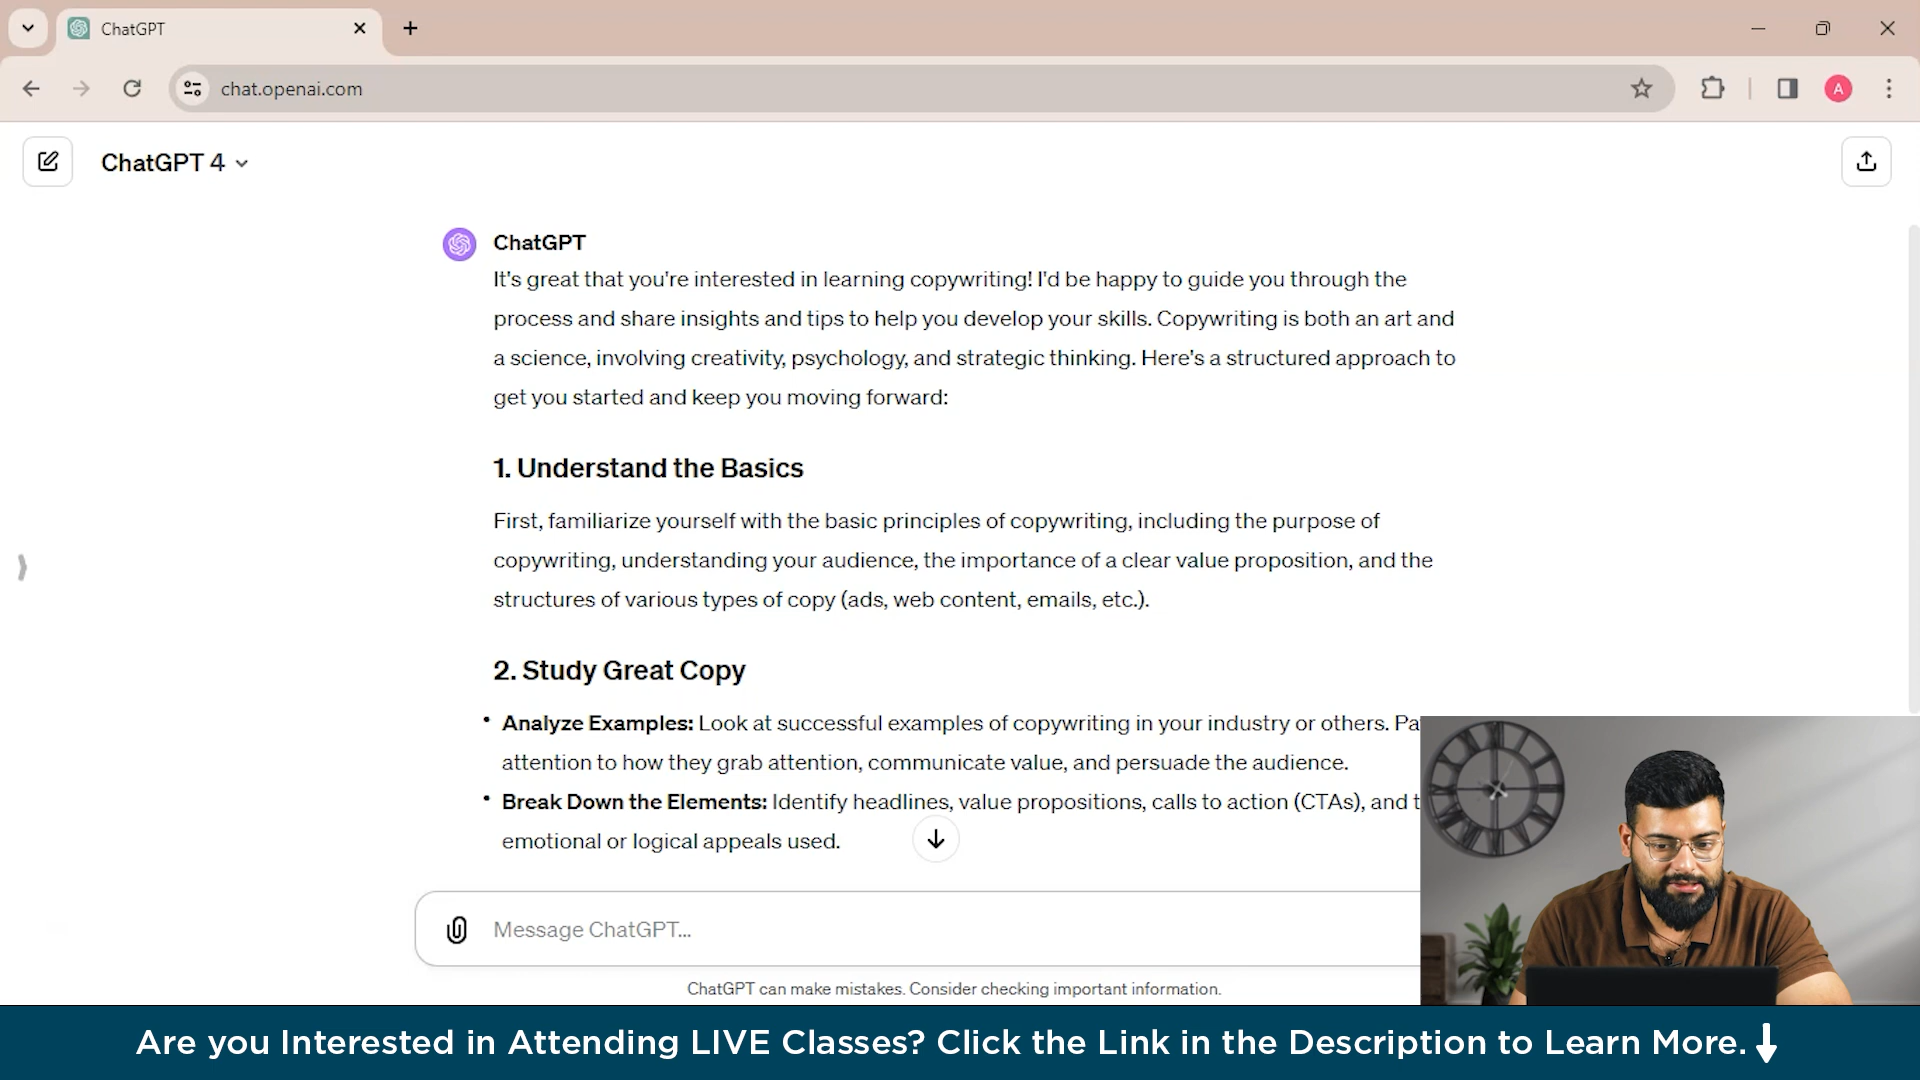 ChatGPT
chat.openai.com
A
ChatGPT 4
ChatGPT
It's great that you're interested in learning copywriting! I'd be happy to guide you through the
process and share insights and tips to help you develop your skills. Copywriting is both an art and
a science, involving creativity, psychology, and strategic thinking. Here's a structured approach to
get you started and keep you moving forward:
1. Understand the Basics
First, familiarize yourself with the basic principles of copywriting, including the purpose of
copywriting, understanding your audience, the importance of a clear value proposition, and the
structures of various types of copy (ads, web content, emails, etc.).
2. Study Great Copy
• Analyze Examples: Look at successful examples of copywriting in your industry or others. Pa
attention to how they grab attention, communicate value, and persuade the audience.
• Break Down the Elements: Identify headlines, value propositions, calls to action (CTAs), and t
emotional or logical appeals used.
Message ChatGPT...
ChatGPT can make mistakes. Consider checking important information.
Are you Interested in Attending LIVE Classes? Click the Link in the Description to Learn More.